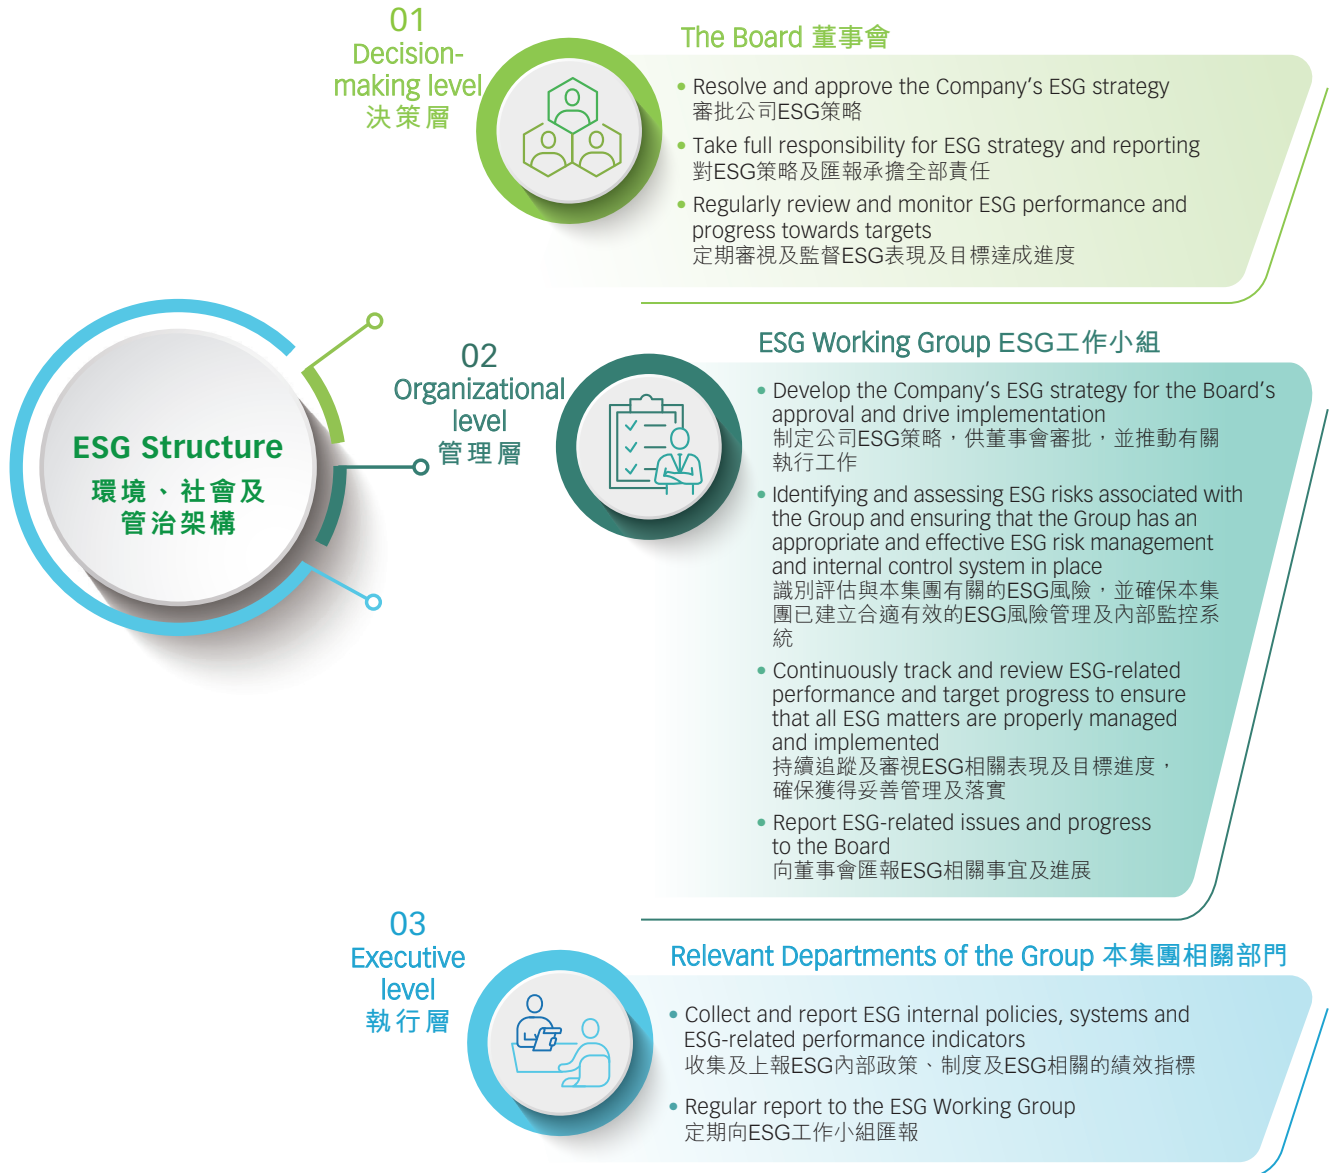 01
Decision-
making level
決策層
The Board 董事會
• Resolve and approve the Company's ESG strategy
審批公司ESG策略
• Take full responsibility for ESG strategy and reporting
對ESG策略及匯報承擔全部責任
• Regularly review and monitor ESG performance and
progress towards targets
定期審視及監督ESG表現及目標達成進度
ESG Structure
環境、社會及
管治架構
02
Organizational
level
管理層
ESG Working Group ESG工作小組
• Develop the Company's ESG strategy for the Board's
approval and drive implementation
制定公司ESG策略，供董事會審批，並推動有關
執行工作
• Identifying and assessing ESG risks associated with
the Group and ensuring that the Group has an
appropriate and effective ESG risk management
and internal control system in place
識別評估與本集團有關的ESG風險，並確保本集
團已建立合適有效的ESG風險管理及內部監控系
統
• Continuously track and review ESG-related
performance and target progress to ensure
that all ESG matters are properly managed
and implemented
持續追蹤及審視ESG相關表現及目標進度，
確保獲得妥善管理及落實
• Report ESG-related issues and progress
to the Board
向董事會匯報ESG相關事宜及進展
03
Executive
level
執行層
Relevant Departments of the Group 本集團相關部門
• Collect and report ESG internal policies, systems and
ESG-related performance indicators
收集及上報ESG內部政策、制度及ESG相關的績效指標
• Regular report to the ESG Working Group
定期向ESG工作小組匯報